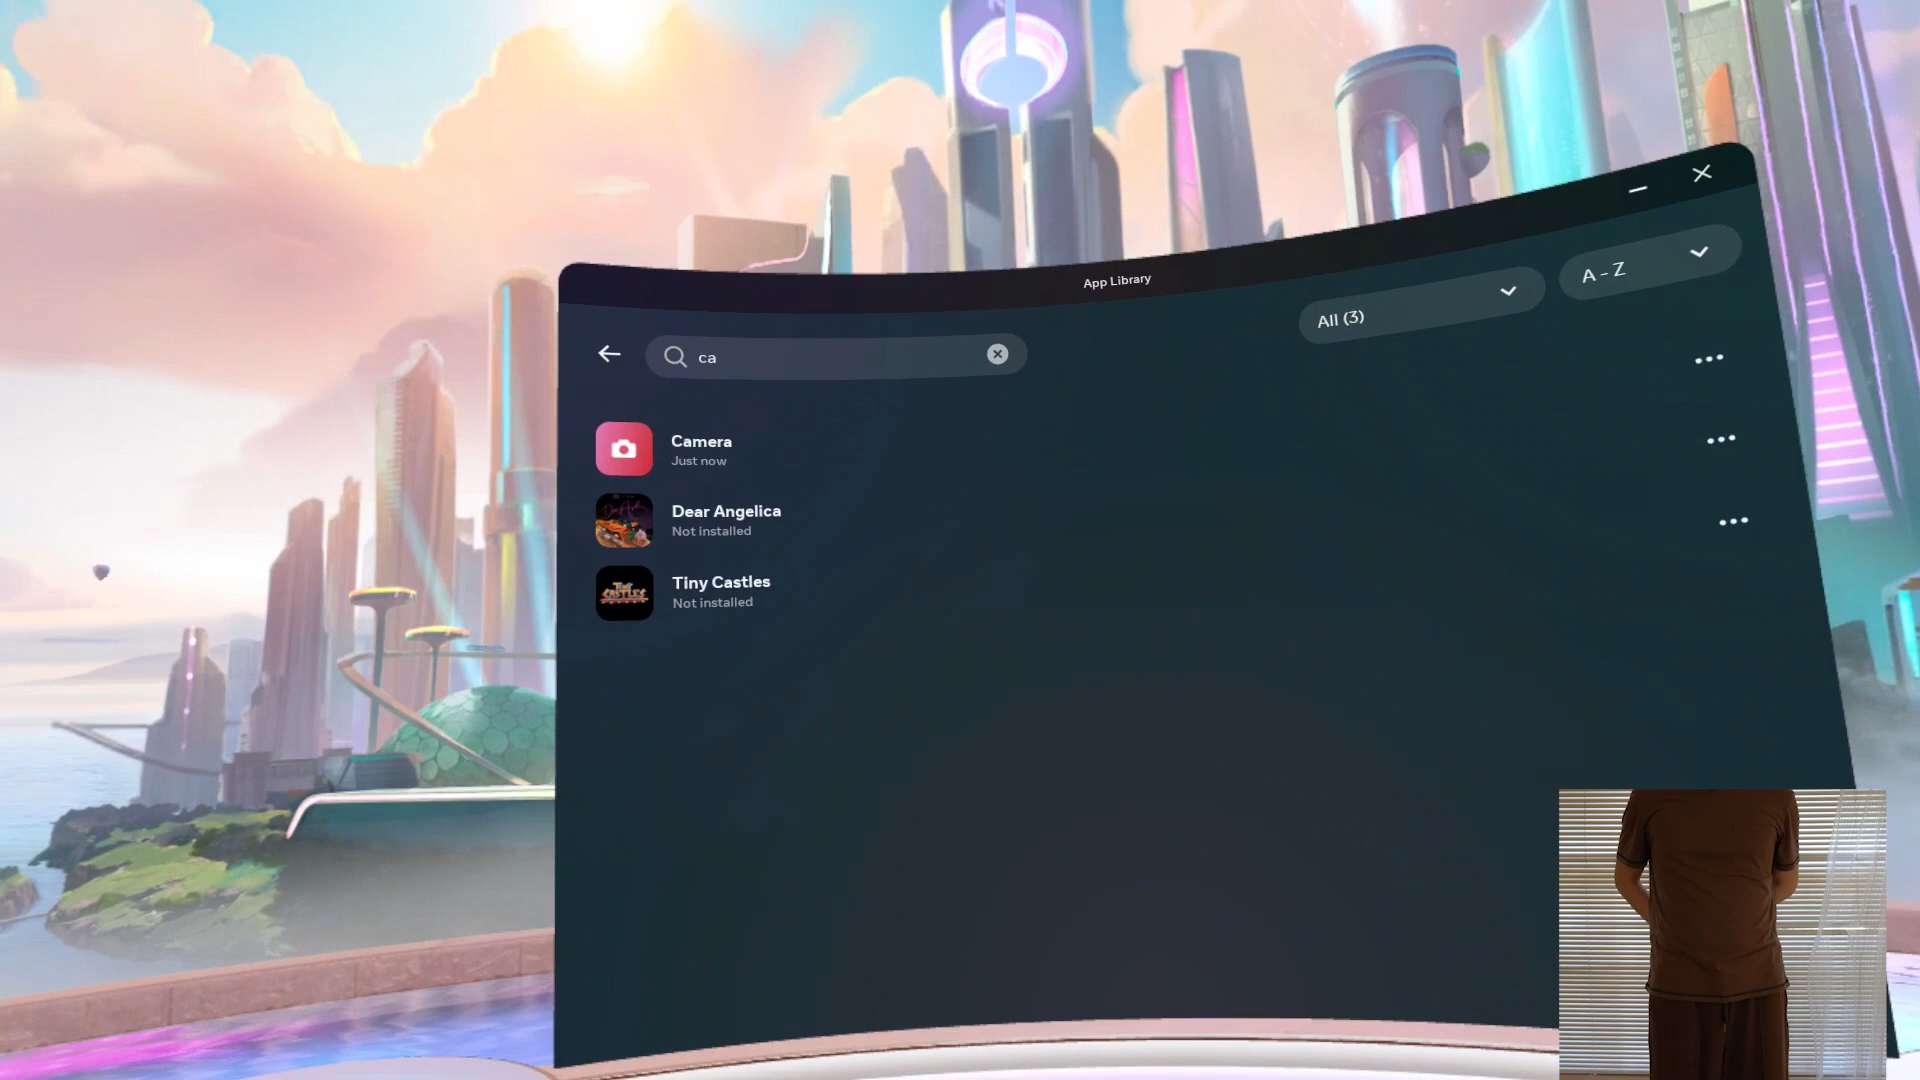 App Library
ca
All (3)
A - Z
Camera
Just now
Dear Angelica
Not installed
Tiny Castles
Not installed